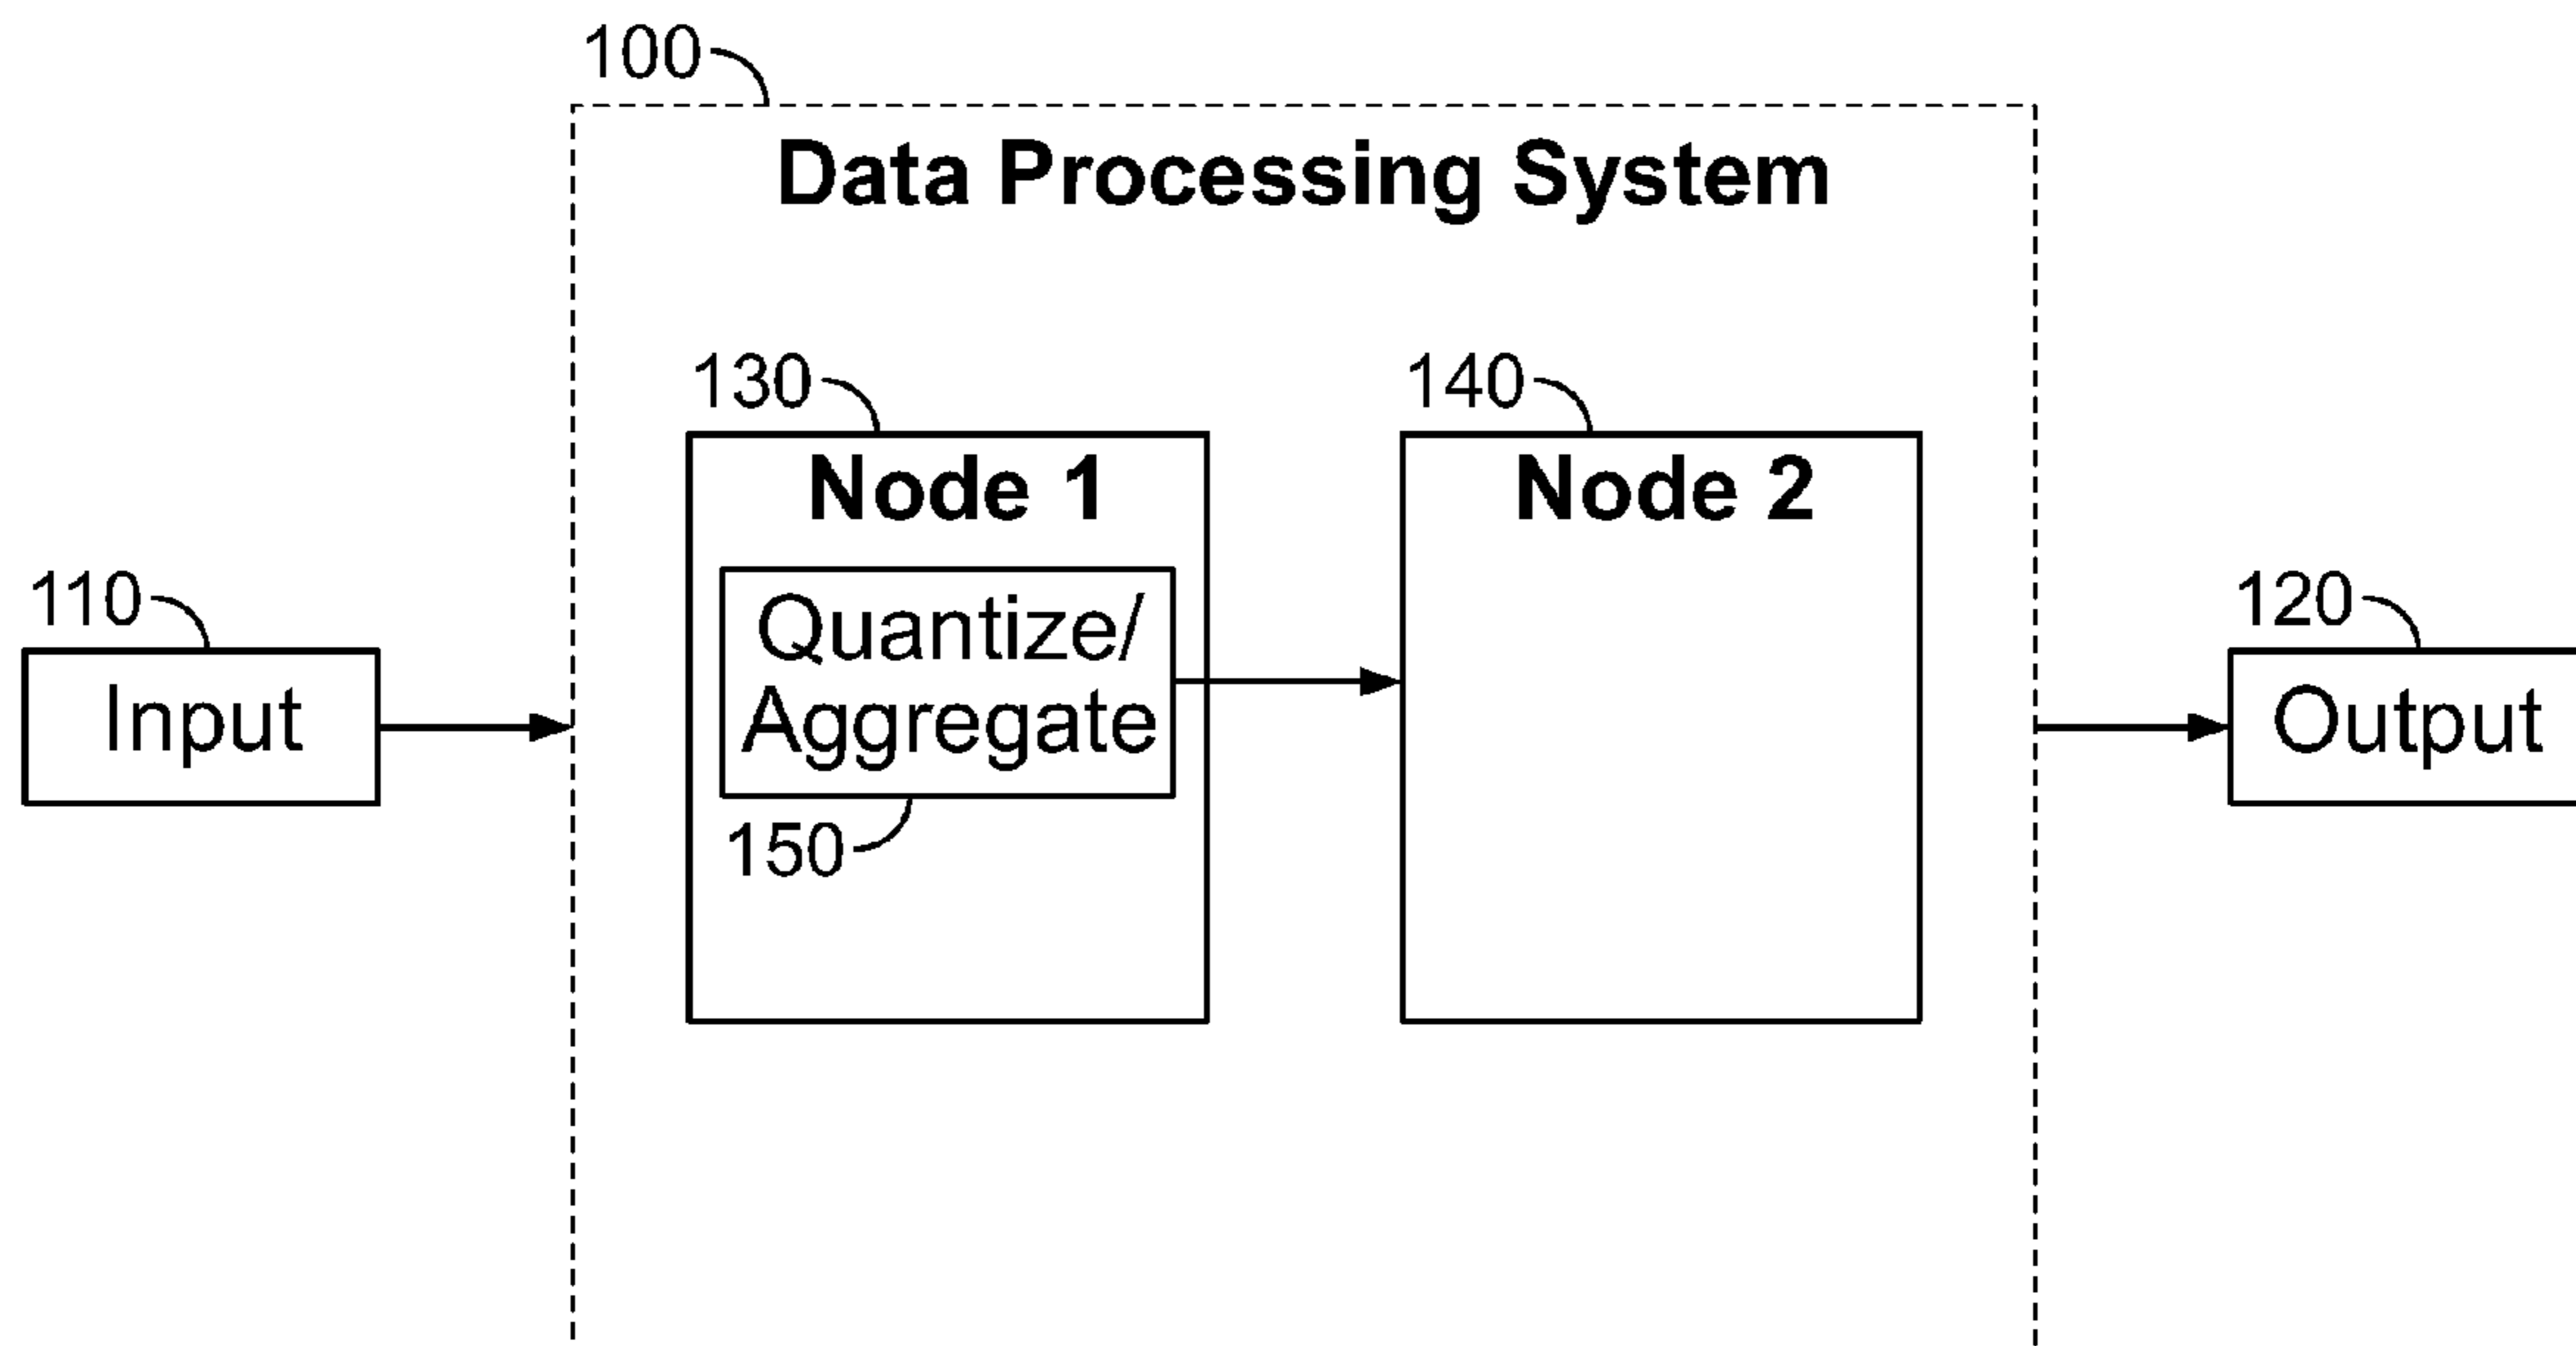 100
Data Processing System
130
140
Node 1
Node 2
110
Input
Quantize/
Aggregate
150
120
Output